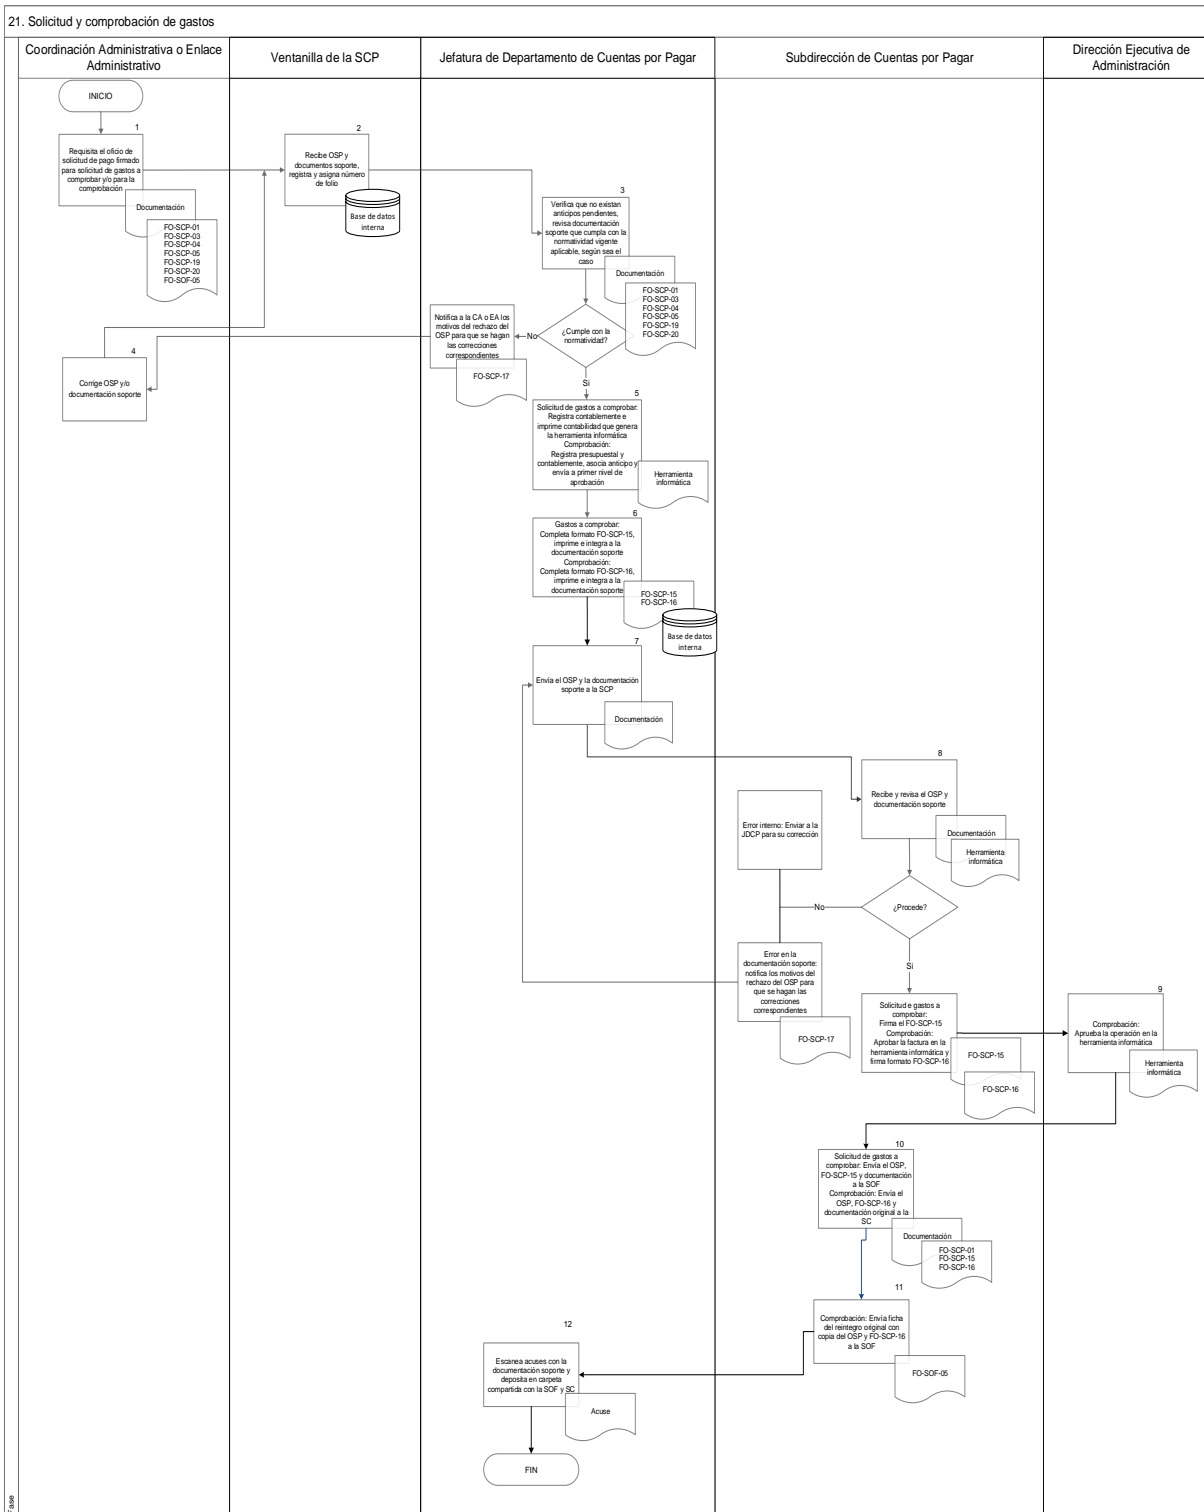 21. Solicitud y comprobación de gastos
Coordinación Administrativa o Enlace
Administrativo
Ventanilla de la SCP
Jefatura de Departamento de Cuentas por Pagar
Subdirección de Cuentas por Pagar
Dirección Ejecutiva de
Administración
INICIO
1
Requisita el oficio de
solicitud de pago firmado
para solicitud de gastos a
comprobar y/o para la
comprobación
Documentación
FO-SCP-01
FO-SCP-03
FO-SCP-04
FO-SCP-05
FO-SCP-19
FO-SCP-20
FO-SOF-05
2
Recibe OSP y
documentos soporte,
registra y asigna número
de folio
Base de datos
interna
3
Verifica que no existan
anticipos pendientes,
revisa documentación
soporte que cumpla con la
normatividad vigente
aplicable, según sea el
caso
Documentación
FO-SCP-01
FO-SCP-03
FO-SCP-04
FO-SCP-05
FO-SCP-19
FO-SCP-20
¿Cumple con la
normatividad?
No
Notifica a la CA o EA los
motivos del rechazo del
OSP para que se hagan
las correcciones
correspondientes
FO-SCP-17
4
Corrige OSP y/o
documentación soporte
Si
5
Solicitud de gastos a comprobar:
Registra contablemente e
imprime contabilidad que genera
la herramienta informática
Comprobación:
Registra presupuestal y
contablemente, asocia anticipo y
envía a primer nivel de
aprobación
Herramienta
informática
6
Gastos a comprobar:
Completa formato FO-SCP-15,
imprime e integra a la
documentación soporte
Comprobación:
Completa formato FO-SCP-16,
imprime e integra a la
documentación soporte
FO-SCP-15
FO-SCP-16
Base de datos
interna
7
Envía el OSP y la documentación
soporte a la SCP
Documentación
8
Recibe y revisa el OSP y
documentación soporte
Documentación
Herramienta
informática
Error interno: Enviar a la
JDCP para su corrección
No
¿Procede?
Error en la
documentación soporte:
notifica los motivos del
rechazo del OSP para
que se hagan las
correcciones
correspondientes
FO-SCP-17
Si
Solicitud e gastos a
comprobar:
Firma el FO-SCP-15
Comprobación:
Aprobar la factura en la
herramienta informática y
firma formato FO-SCP-16
FO-SCP-15
FO-SCP-16
9
Comprobación:
Aprueba la operación en la
herramienta informática
Herramienta
informática
10
Solicitud de gastos a
comprobar: Envía el OSP,
FO-SCP-15 y documentación
a la SOF
Comprobación: Envía el
OSP, FO-SCP-16 y
documentación original a la
SC
Documentación
FO-SCP-01
FO-SCP-15
FO-SCP-16
11
Comprobación: Envía ficha
del reintegro original con
copia del OSP y FO-SCP-16
a la SOF
FO-SOF-05
12
Escanea acuses con la
documentación soporte y
deposita en carpeta
compartida con la SOF y SC
Acuse
FIN
Fase